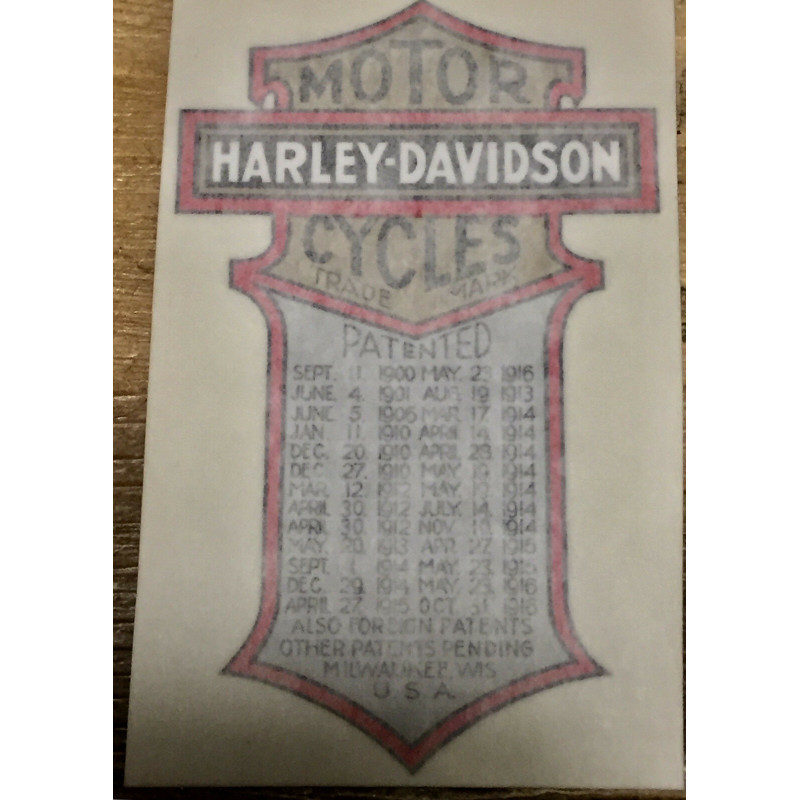 MOTOR
HARLEY-DAVIDSON
CYCLES
TRADE MARK
PATENTED
SEPT. 11. 1900 MAY. 23. 1916
JUNE. 4. 1901 AUG. 19. 1913
JUNE. 5. 1906 MAR. 17. 1914
JAN. 11. 1910 APRIL 14. 1914
DEC. 20. 1910 APRIL 28. 1914
DEC. 27. 1910 MAY. 19. 1914
MAR. 12. 1912 MAY. 19. 1914
APRIL 30. 1912 JULY. 14. 1914
APRIL 30. 1912 NOV. 10. 1914
MAY. 20. 1913 APR. 27. 1915
SEPT. 1. 1914 MAY. 23. 1915
DEC. 29. 1914 MAY. 23. 1916
APRIL 27. 1915 OCT. 31. 1916
ALSO FOREIGN PATENTS
OTHER PATENTS PENDING
MILWAUKEE, WIS
U.S.A.